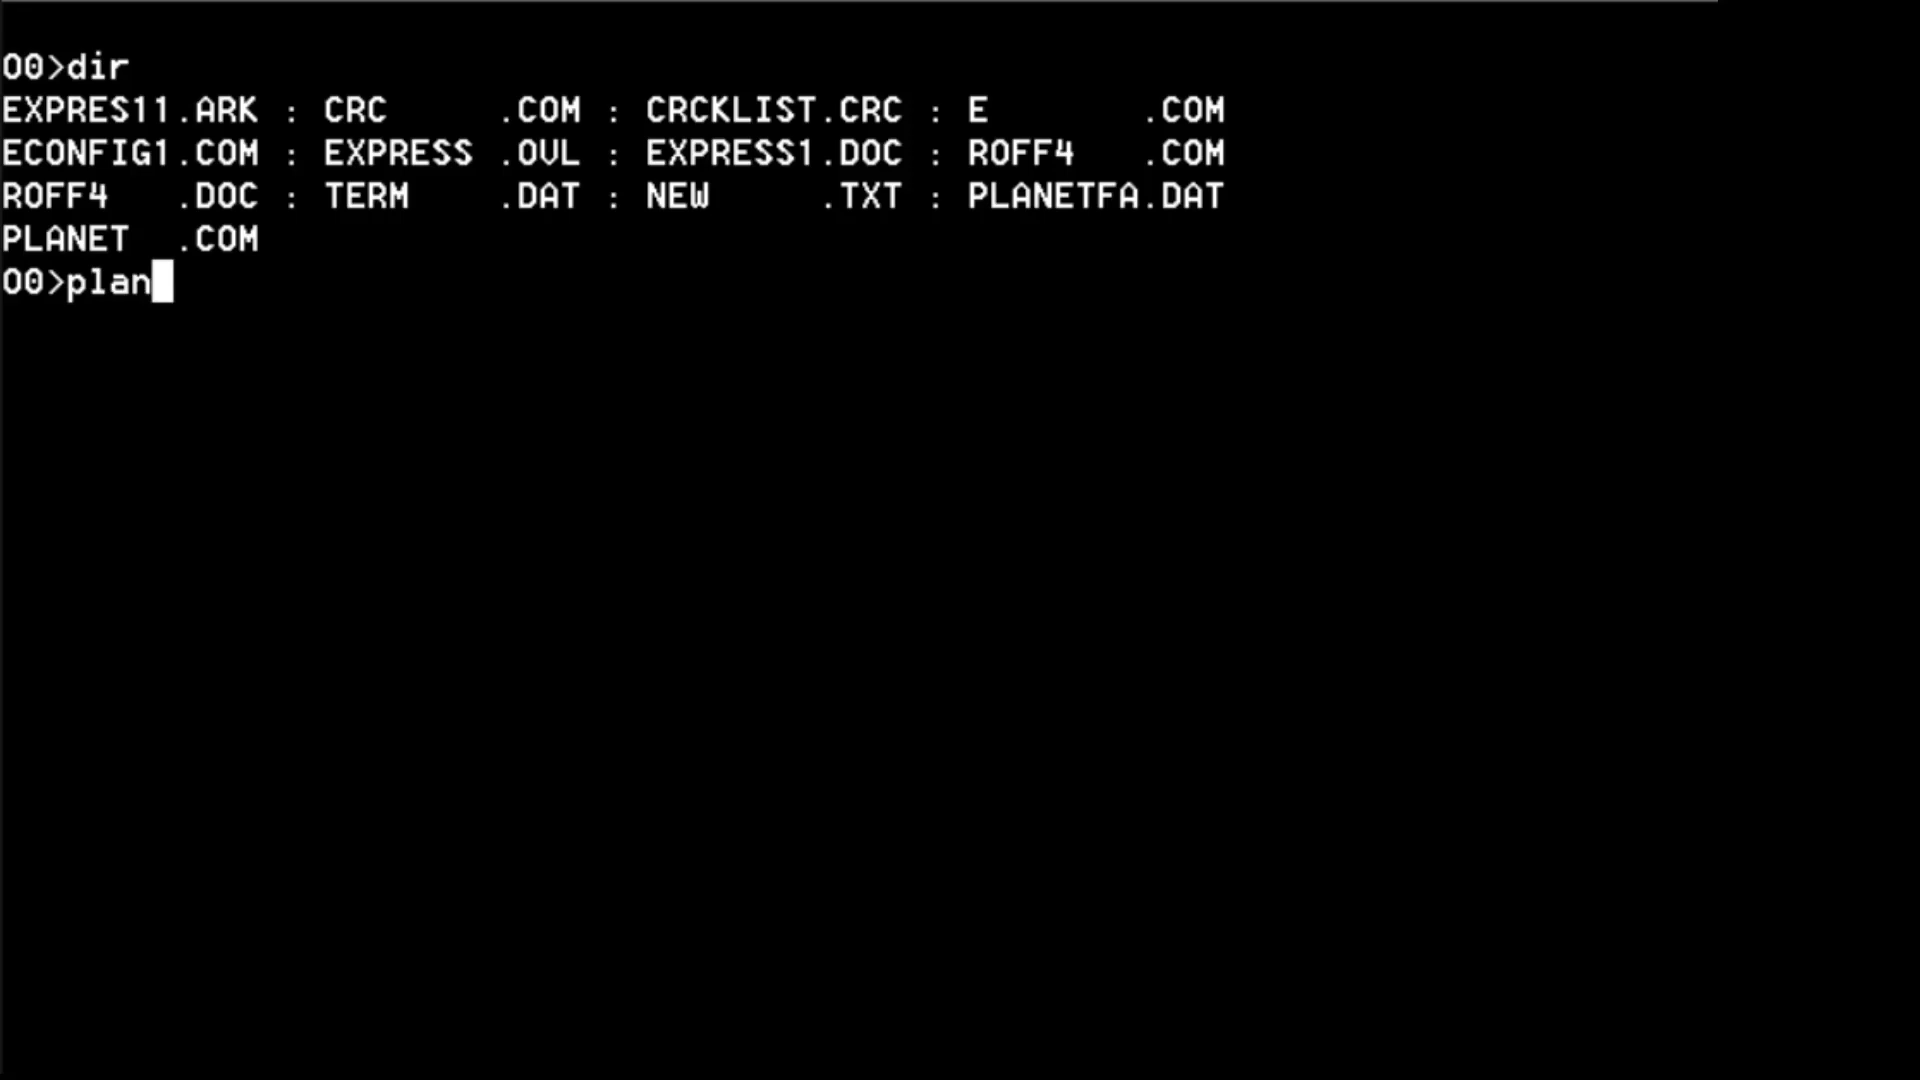 O0>dir
EXPRES11.ARK : CRC      .COM : CRCKLIST.CRC : E        .COM
ECONFIG1.COM : EXPRESS .OVL : EXPRESS1.DOC : ROFF4    .COM
ROFF4    .DOC : TERM     .DAT : NEW      .TXT : PLANETFA.DAT
PLANET   .COM
O0>plan